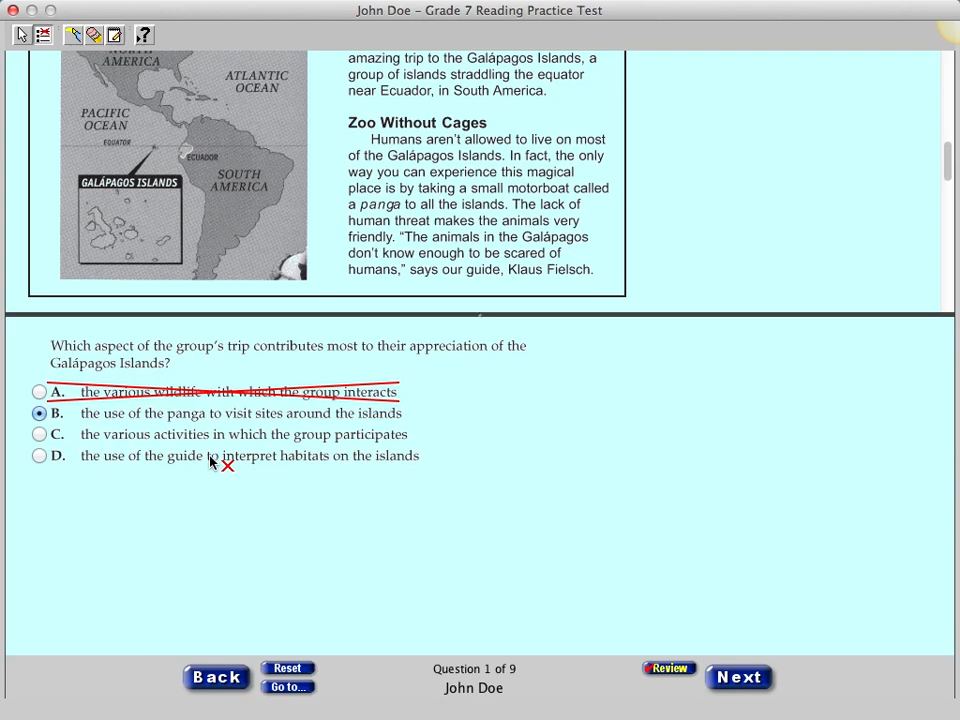 John Doe – Grade 7 Reading Practice Test
?
NORTH
AMERICA
ATLANTIC
OCEAN
PACIFIC
OCEAN
EQUATOR
ECUADOR
SOUTH
AMERICA
GALÁPAGOS ISLANDS
amazing trip to the Galápagos Islands, a
group of islands straddling the equator
near Ecuador, in South America.
Zoo Without Cages
Humans aren't allowed to live on most
of the Galápagos Islands. In fact, the only
way you can experience this magical
place is by taking a small motorboat called
a panga to all the islands. The lack of
human threat makes the animals very
friendly. “The animals in the Galápagos
don't know enough to be scared of
humans,” says our guide, Klaus Fielsch.
Which aspect of the group's trip contributes most to their appreciation of the
Galápagos Islands?
A. the various wildlife with which the group interacts
B. the use of the panga to visit sites around the islands
C. the various activities in which the group participates
D. the use of the guide to interpret habitats on the islands
Back
Reset
Go to...
Question 1 of 9
John Doe
Review
Next